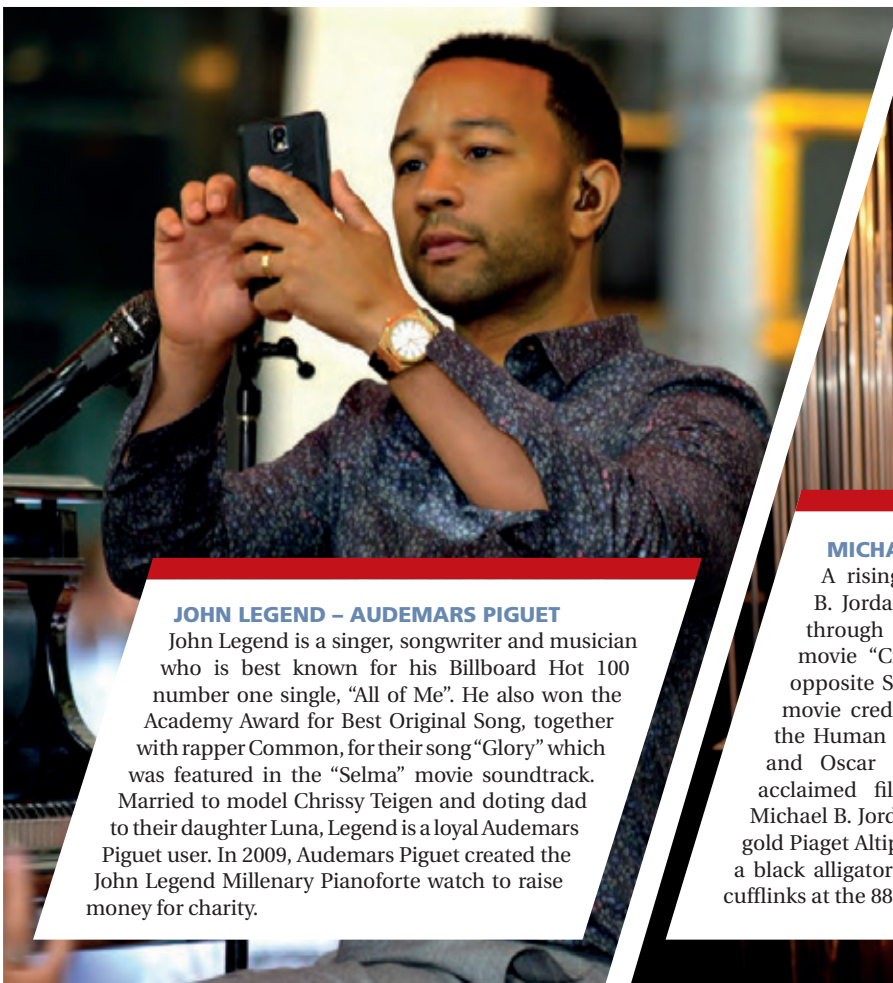 JOHN LEGEND – AUDEMARS PIGUET
John Legend is a singer, songwriter and musician
who is best known for his Billboard Hot 100
number one single, “All of Me”. He also won the
Academy Award for Best Original Song, together
with rapper Common, for their song “Glory” which
was featured in the “Selma” movie soundtrack.
Married to model Chrissy Teigen and doting dad
to their daughter Luna, Legend is a loyal Audemars
Piguet user. In 2009, Audemars Piguet created the
John Legend Millenary Pianoforte watch to raise
money for charity.
MICHA
A rising
B. Jorda
through
movie “C
opposite S
movie cred
the Human
and Oscar
acclaimed fil
Michael B. Jord
gold Piaget Altip
a black alligator
cufflinks at the 88